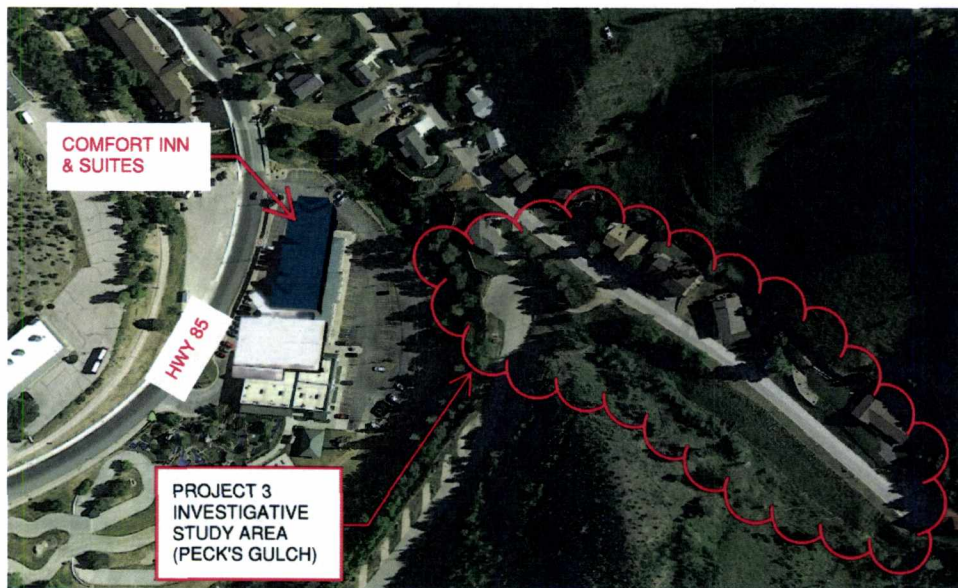 COMFORT INN
& SUITES
HWY 85
PROJECT 3
INVESTIGATIVE
STUDY AREA
(PECK'S GULCH)